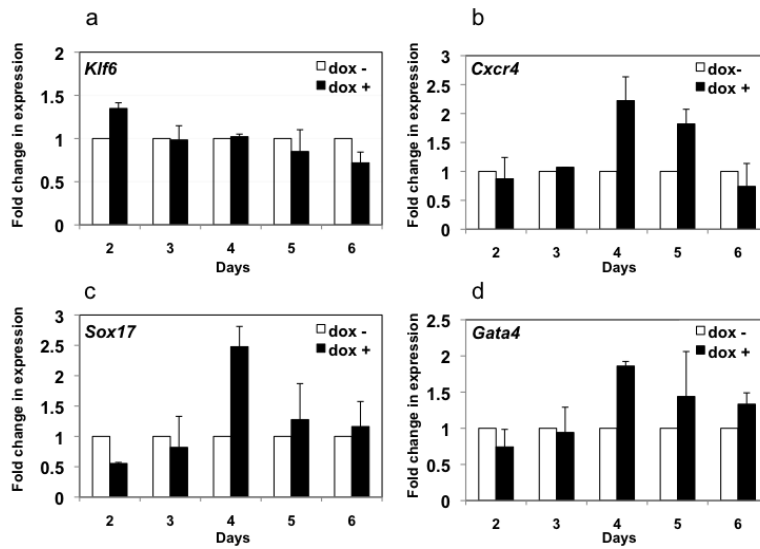 a
Fold change in expression
2
1.5
1
0.5
0
Klf6
dox -
dox +
2 3 4 5 6
Days
b
Fold change in expression
3
2.5
2
1.5
1
0.5
0
Cxcr4
dox-
dox +
2 3 4 5 6
Days
c
Fold change in expression
3
2.5
2
1.5
1
0.5
0
Sox17
dox -
dox +
2 3 4 5 6
Days
d
Fold change in expression
2.5
2
1.5
1
0.5
0
Gata4
dox -
dox +
2 3 4 5 6
Days